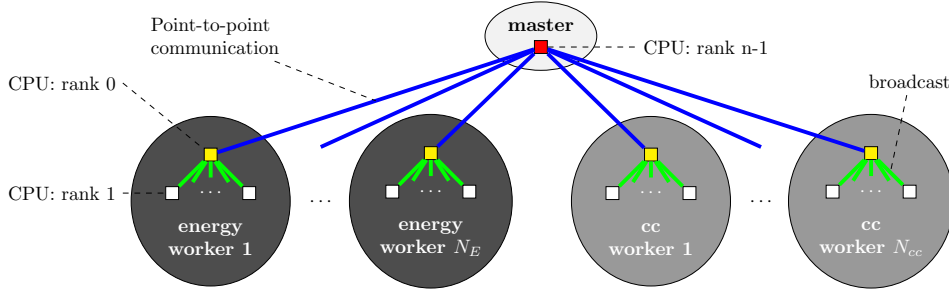 Point-to-point
communication
master
CPU: rank n-1
CPU: rank 0
broadcast
CPU: rank 1
...
...
...
...
...
...
energy
worker 1
energy
worker N_E
cc
worker 1
cc
worker N_cc